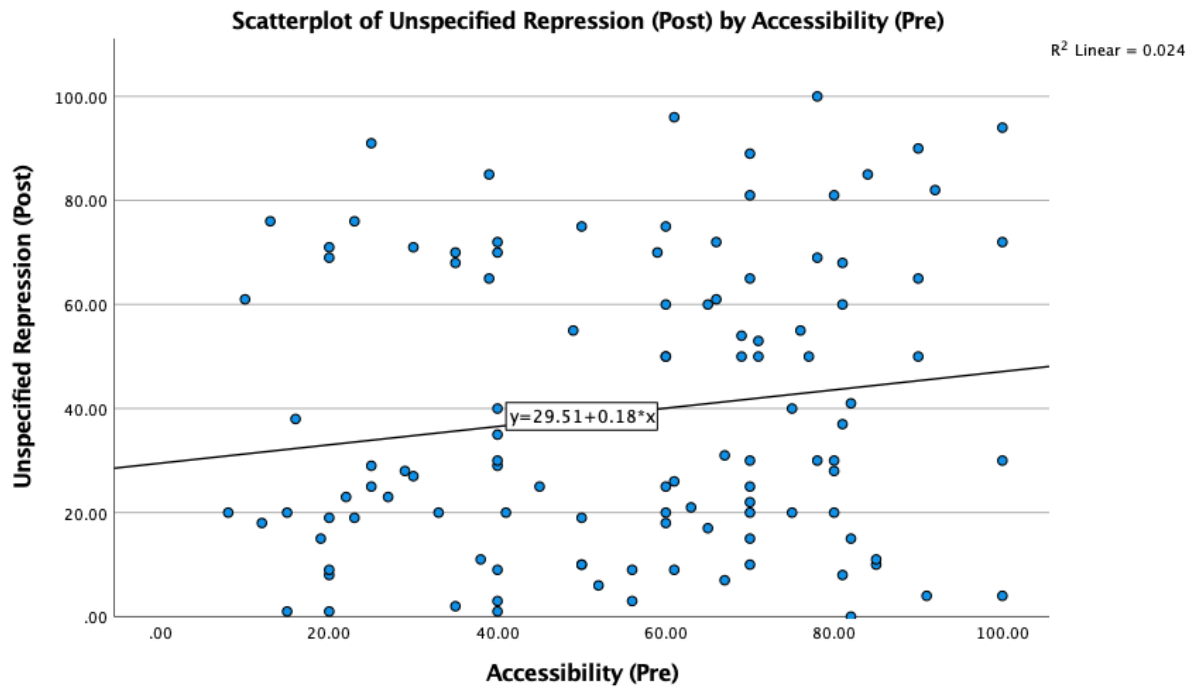 Scatterplot of Unspecified Repression (Post) by Accessibility (Pre)
R² Linear = 0.024
Unspecified Repression (Post)
100.00
80.00
60.00
40.00
20.00
.00
y=29.51+0.18*x
.00 20.00 40.00 60.00 80.00 100.00
Accessibility (Pre)